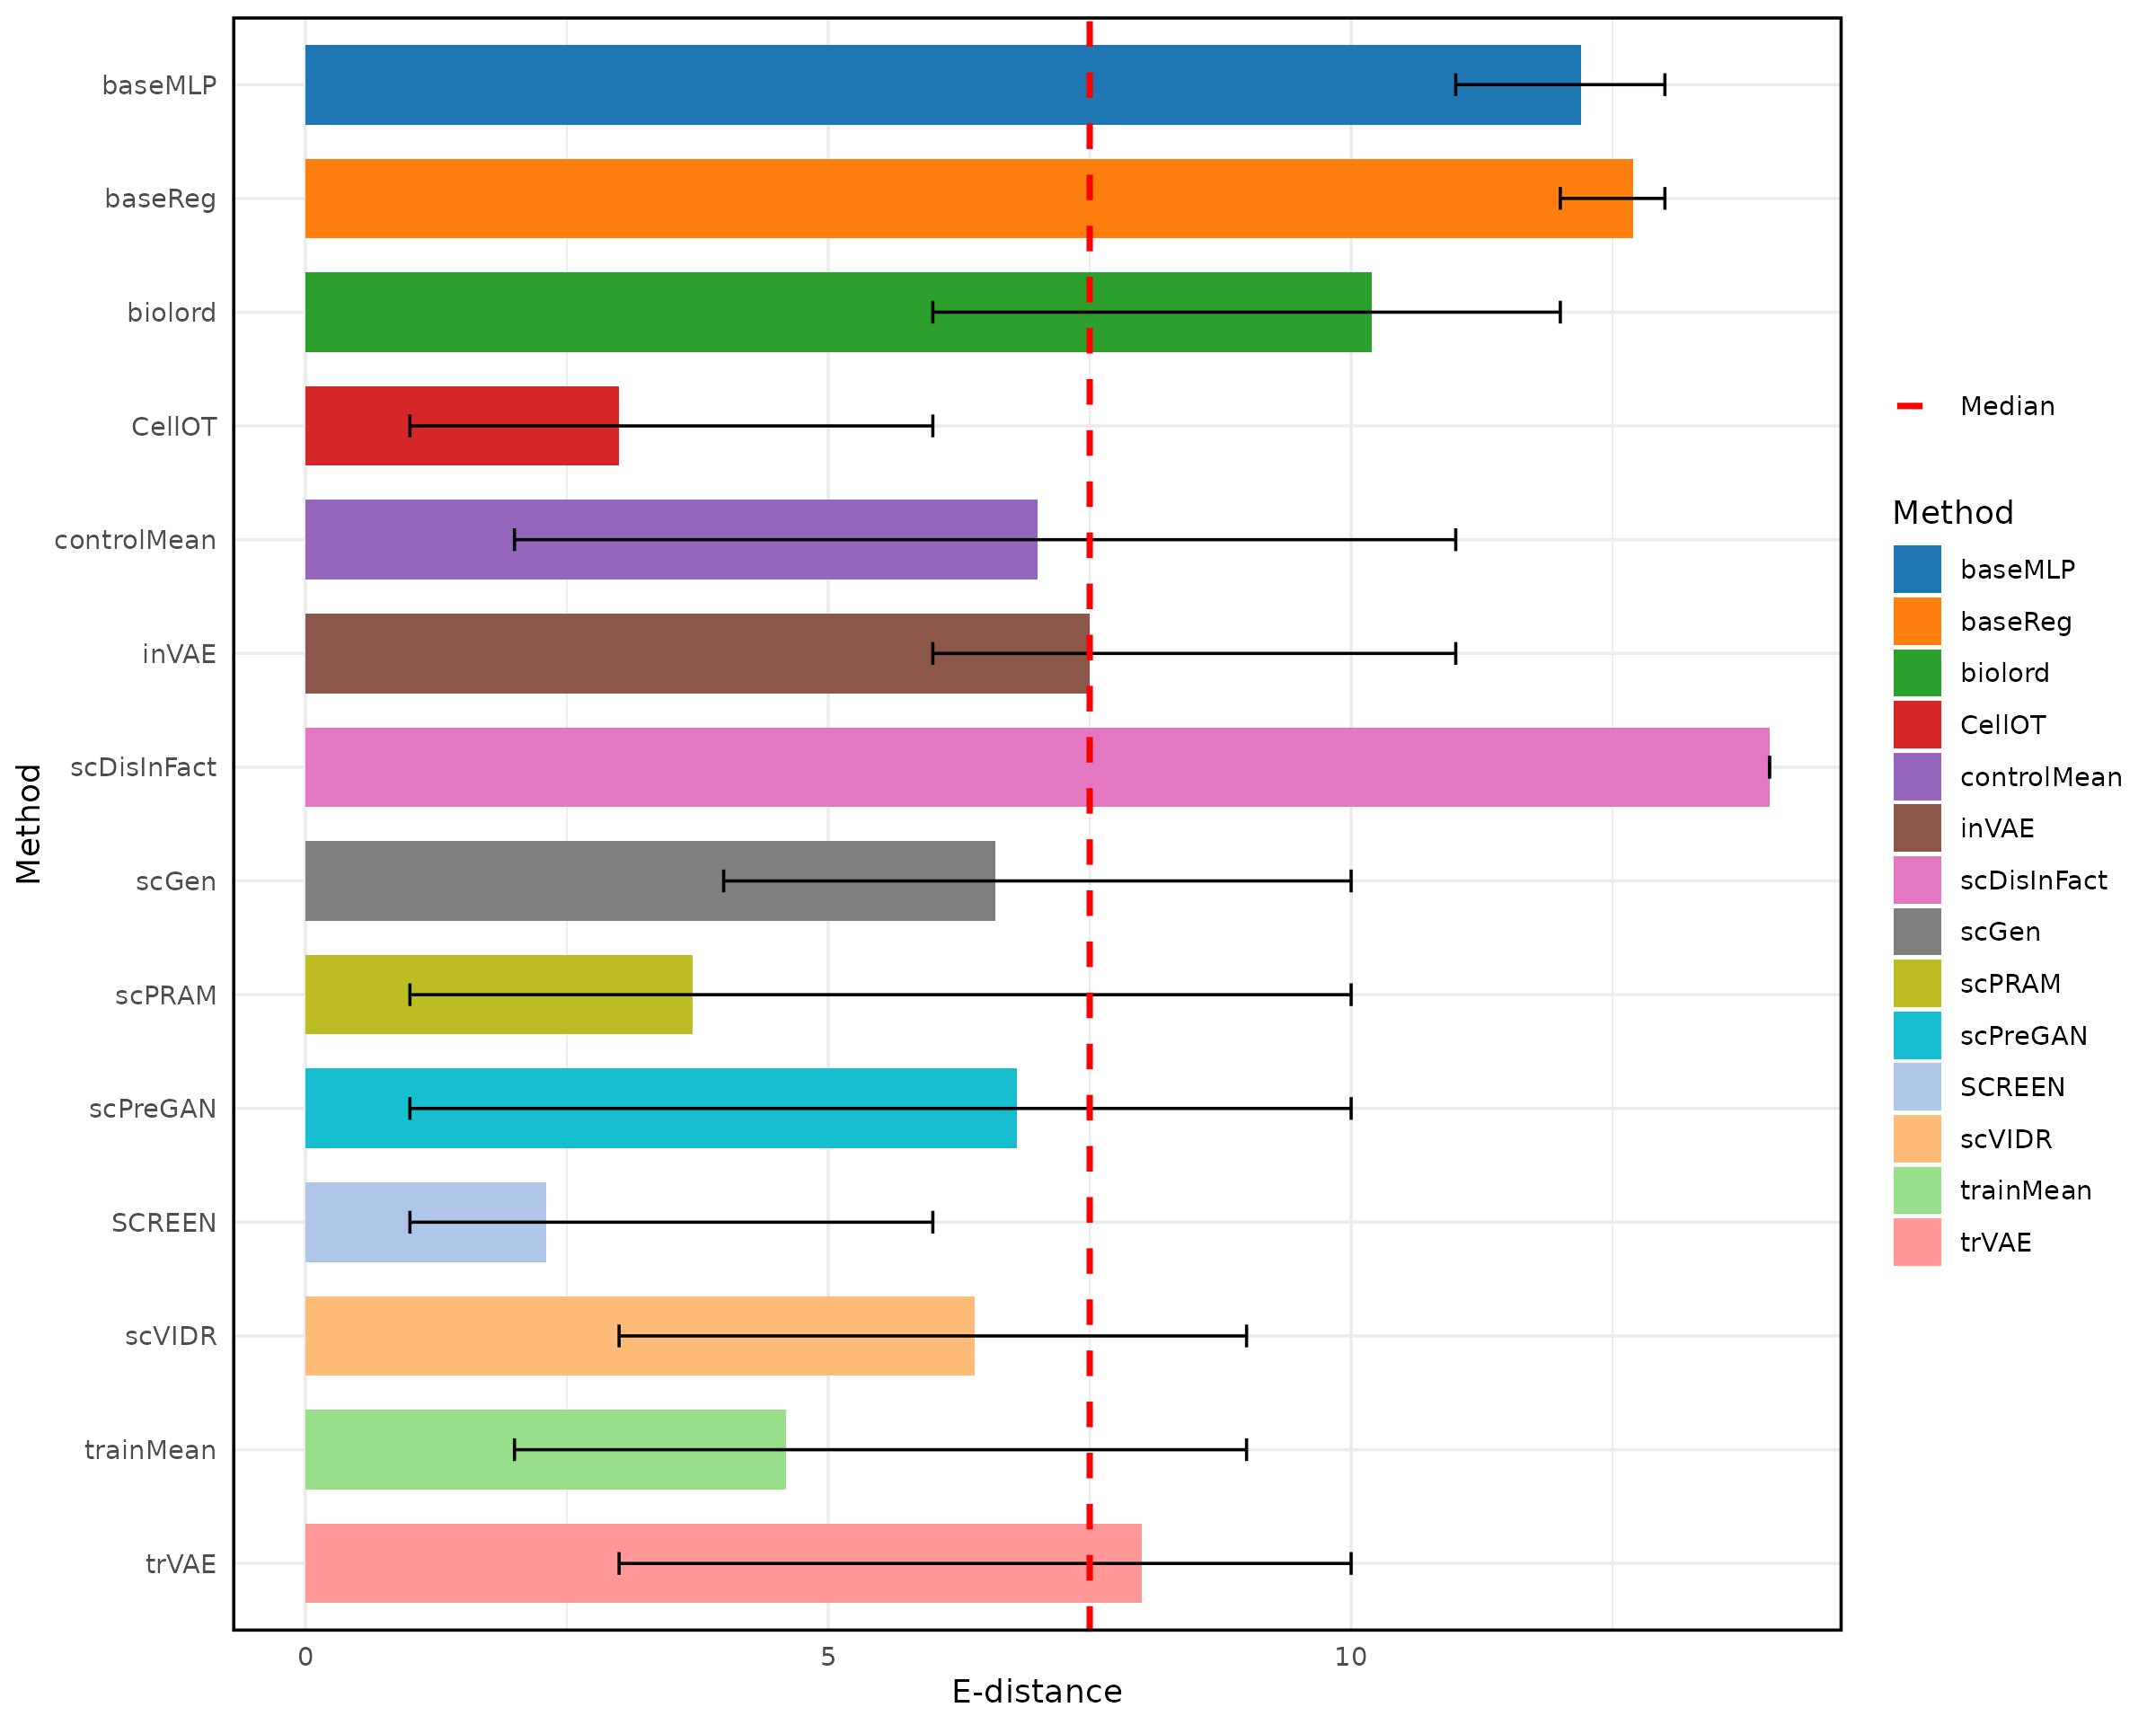 Method
baseMLP
baseReg
biolord
CellOT
controlMean
inVAE
scDisInFact
scGen
scPRAM
scPreGAN
SCREEN
scVIDR
trainMean
trVAE
0 5 10
E-distance
Median
Method
baseMLP
baseReg
biolord
CellOT
controlMean
inVAE
scDisInFact
scGen
scPRAM
scPreGAN
SCREEN
scVIDR
trainMean
trVAE